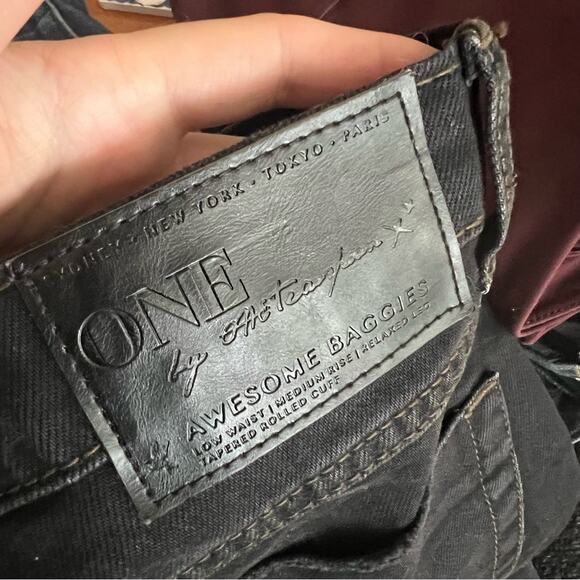 SYDNEY • NEW YORK • TOKYO • PARIS
ONE
by
AWESOME BAGGIES
LOW WAIST | MEDIUM RISE | RELAXED LEG
TAPERED ROLLED CUFF